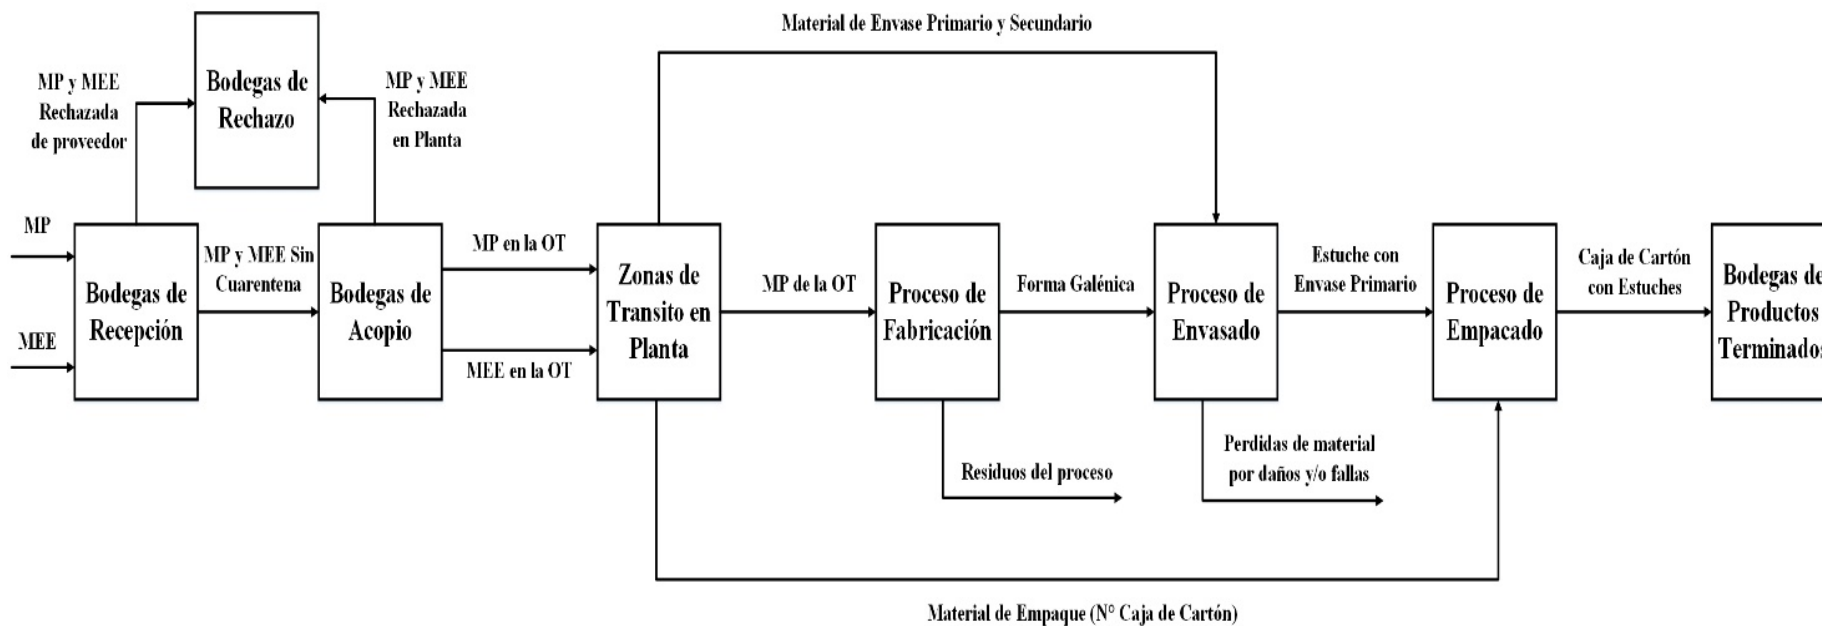 Material de Envase Primario y Secundario
MP y MEE
Rechazada
de proveedor
Bodegas de
Rechazo
MP y MEE
Rechazada
en Planta
MP
MEE
Bodegas de
Recepción
MP y MEE Sin
Cuarentena
Bodegas de
Acopio
MP en la OT
MEE en la OT
Zonas de
Transito en
Planta
MP de la OT
Proceso de
Fabricación
Forma Galénica
Proceso de
Envasado
Estuche con
Envase Primario
Proceso de
Empacado
Caja de Cartón
con Estuches
Bodegas de
Productos
Terminados
Residuos del proceso
Perdidas de material
por daños y/o fallas
Material de Empaque (N° Caja de Cartón)